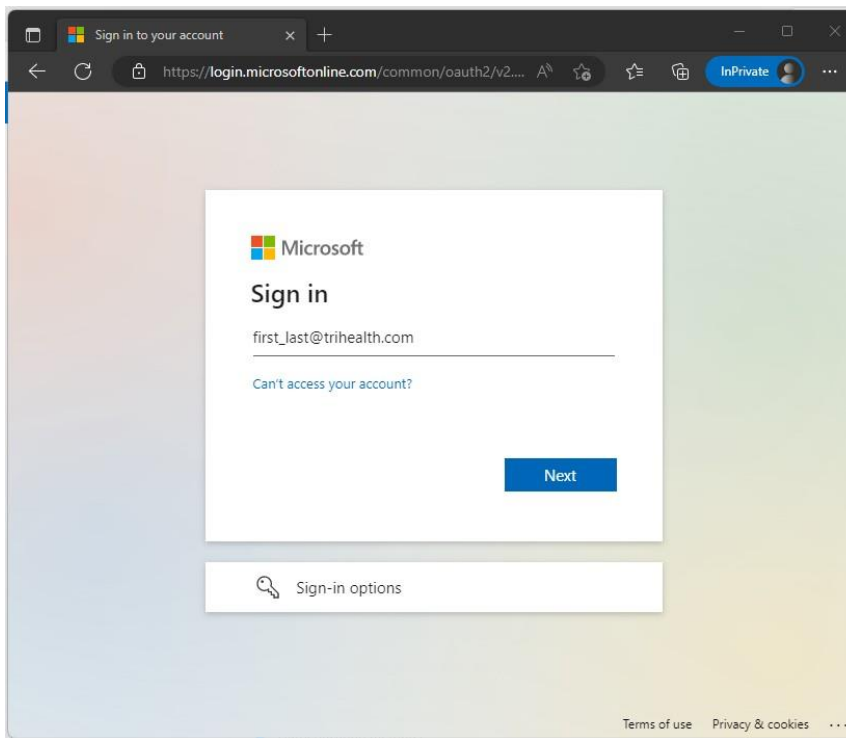 Sign in to your account
https://login.microsoftonline.com/common/oauth2/v2....
InPrivate
Microsoft
Sign in
first_last@trihealth.com
Can't access your account?
Next
Sign-in options
Terms of use Privacy & cookies ...